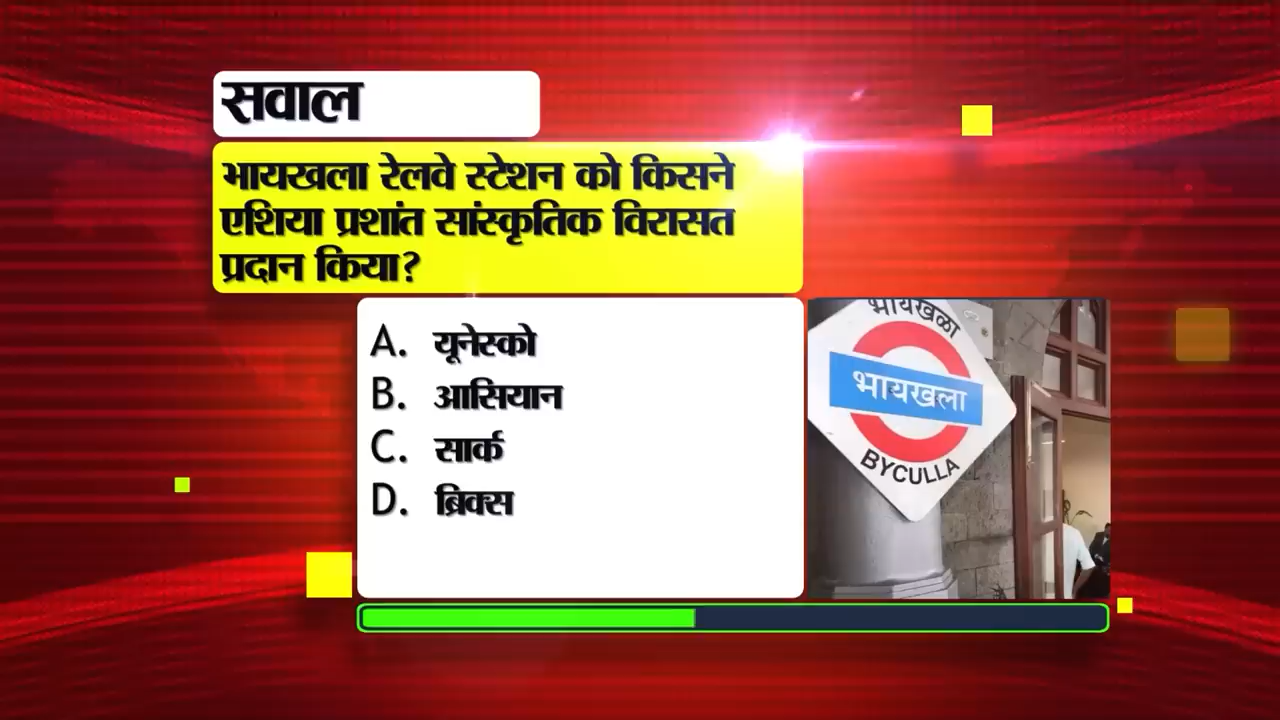 सवाल
भायखला रेलवे स्टेशन को किसने
एशिया प्रशांत सांस्कृतिक विरासत
प्रदान किया?
A. यूनेस्को
B. आसियान
C. सार्क
D. ब्रिक्स
भायखळा
भायखला
BYCULLA